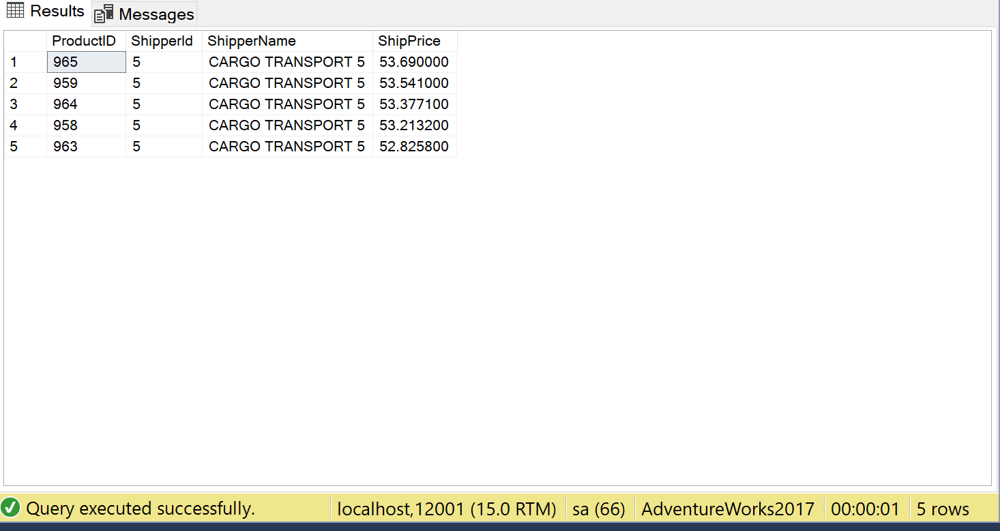 Results Messages
ProductID ShipperId ShipperName ShipPrice
1 965 5 CARGO TRANSPORT 5 53.690000
2 959 5 CARGO TRANSPORT 5 53.541000
3 964 5 CARGO TRANSPORT 5 53.377100
4 958 5 CARGO TRANSPORT 5 53.213200
5 963 5 CARGO TRANSPORT 5 52.825800
Query executed successfully. localhost,12001 (15.0 RTM) sa (66) AdventureWorks2017 00:00:01 5 rows